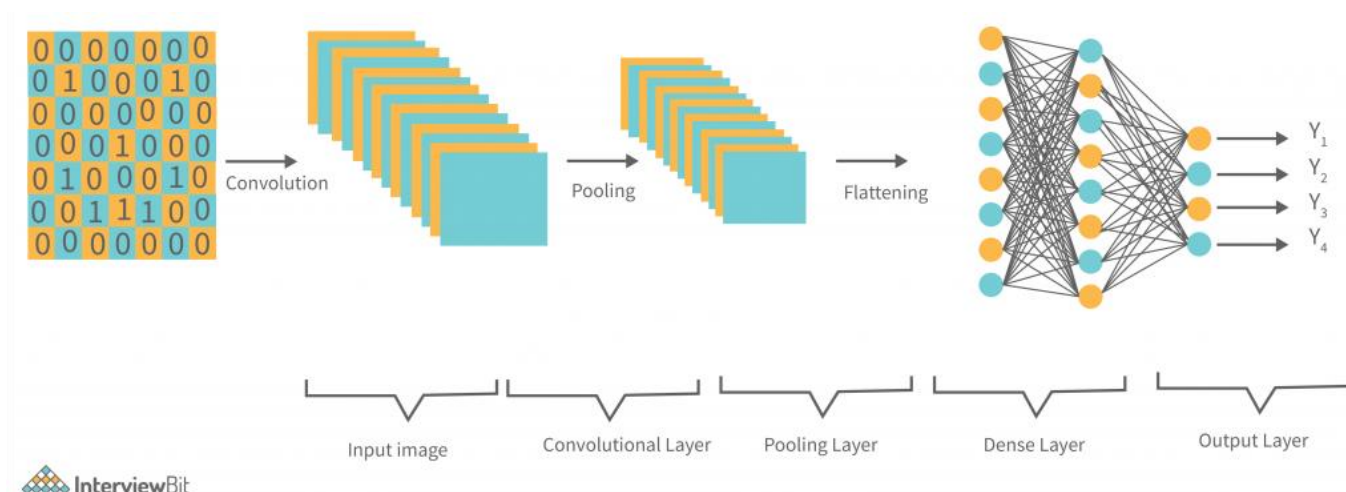 0 0 0 0 0 0 0
0 1 0 0 0 1 0
0 0 0 0 0 0 0
0 0 0 1 0 0 0
0 1 0 0 0 1 0
0 0 1 1 1 0 0
0 0 0 0 0 0 0
Convolution
Pooling
Flattening
Y1
Y2
Y3
Y4
Input image
Convolutional Layer
Pooling Layer
Dense Layer
Output Layer
InterviewBit